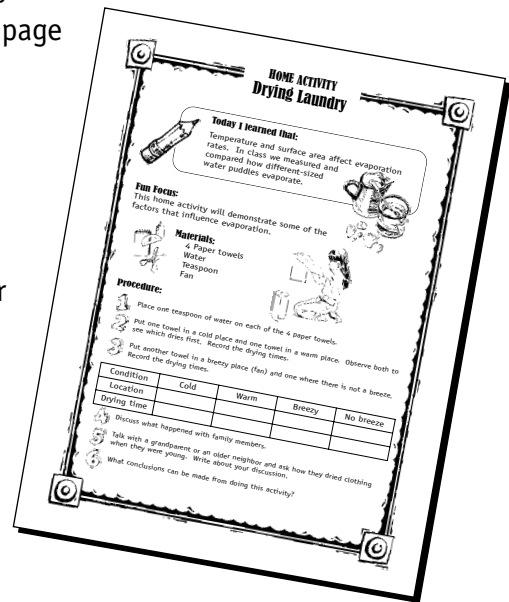 page
r
HOME ACTIVITY
Drying Laundry
Today I learned that:
Temperature and surface area affect evaporation
rates. In class we measured and
compared how different-sized
water puddles evaporate.
Fun Focus:
This home activity will demonstrate some of the
factors that influence evaporation.
Materials:
4 Paper towels
Water
Teaspoon
Fan
Procedure:
1 Place one teaspoon of water on each of the 4 paper towels.
2 Put one towel in a cold place and one towel in a warm place. Observe both to
see which dries first. Record the drying times.
3 Put another towel in a breezy place (fan) and one where there is not a breeze.
Record the drying times.
Condition Cold Warm Breezy No breeze
Location
Drying time
4 Discuss what happened with family members.
5 Talk with a grandparent or an older neighbor and ask how they dried clothing
when they were young. Write about your discussion.
6 What conclusions can be made from doing this activity?